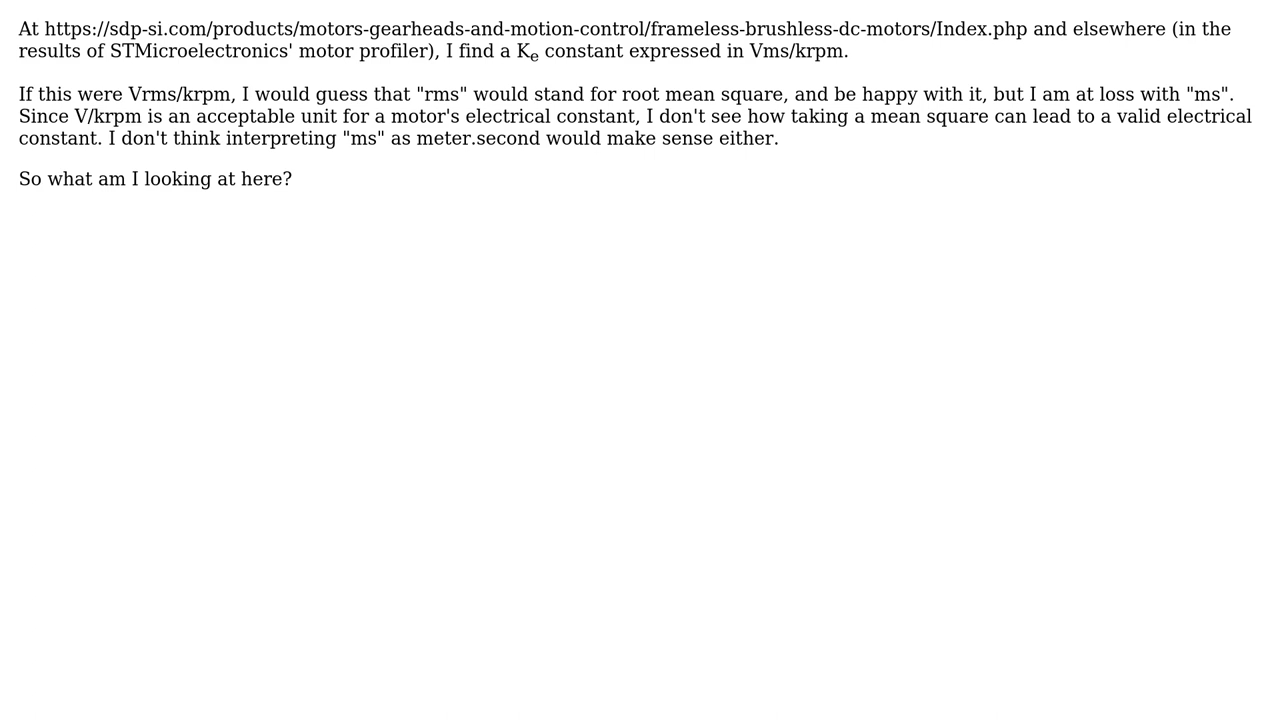 At https://sdp-si.com/products/motors-gearheads-and-motion-control/frameless-brushless-dc-motors/Index.php and elsewhere (in the
results of STMicroelectronics' motor profiler), I find a Ke constant expressed in Vms/krpm.
If this were Vrms/krpm, I would guess that "rms" would stand for root mean square, and be happy with it, but I am at loss with "ms".
Since V/krpm is an acceptable unit for a motor's electrical constant, I don't see how taking a mean square can lead to a valid electrical
constant. I don't think interpreting "ms" as meter.second would make sense either.
So what am I looking at here?